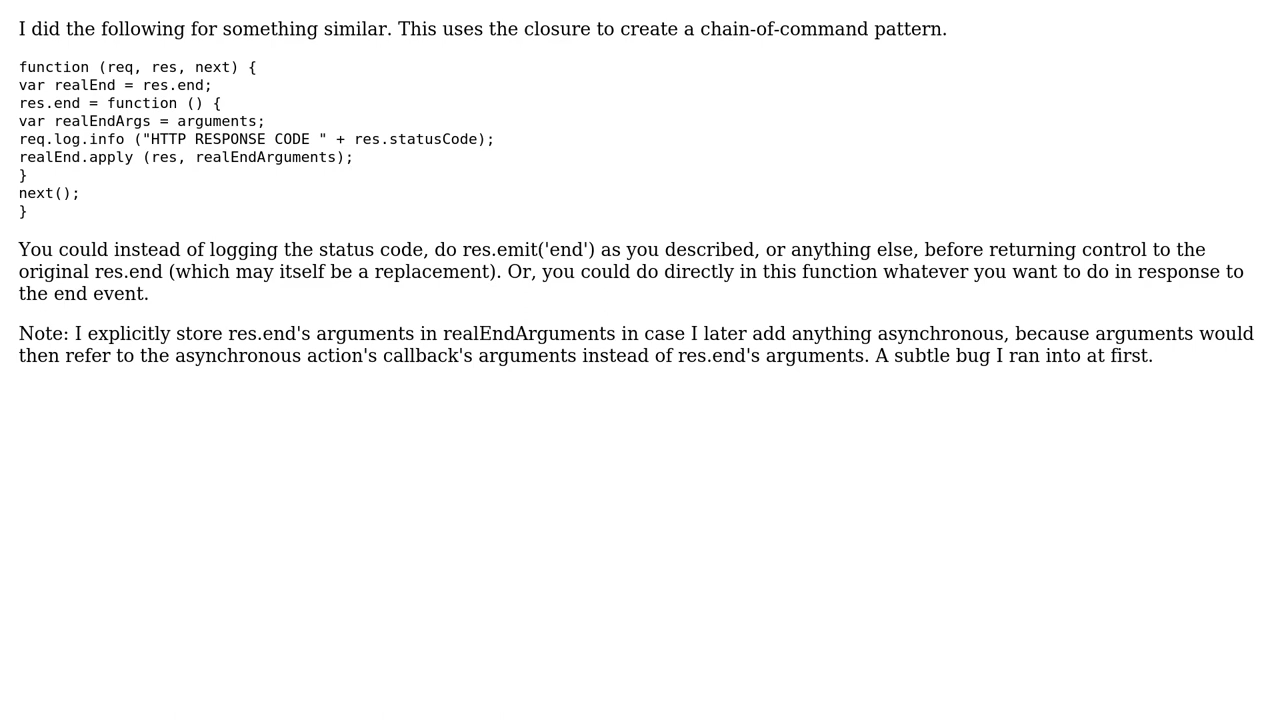 I did the following for something similar. This uses the closure to create a chain-of-command pattern.
function (req, res, next) {
var realEnd = res.end;
res.end = function () {
var realEndArgs = arguments;
req.log.info ("HTTP RESPONSE CODE " + res.statusCode);
realEnd.apply (res, realEndArguments);
}
next();
}
You could instead of logging the status code, do res.emit('end') as you described, or anything else, before returning control to the
original res.end (which may itself be a replacement). Or, you could do directly in this function whatever you want to do in response to
the end event.
Note: I explicitly store res.end's arguments in realEndArguments in case I later add anything asynchronous, because arguments would
then refer to the asynchronous action's callback's arguments instead of res.end's arguments. A subtle bug I ran into at first.